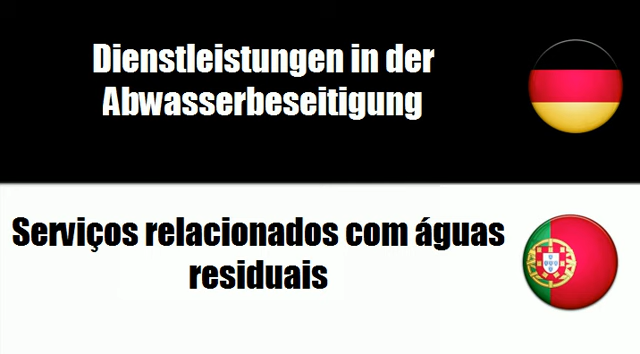 Dienstleistungen in der
Abwasserbeseitigung
Serviços relacionados com águas
residuais